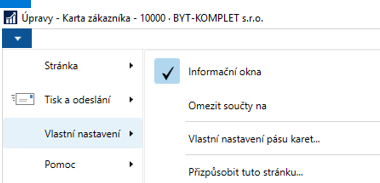 Úpravy - Karta zákazníka - 10000 · BYT-KOMPLET s.r.o.
Stránka
Tisk a odeslání
Vlastní nastavení
Pomoc
Informační okna
Omezit součty na
Vlastní nastavení pásu karet...
Přizpůsobit tuto stránku...